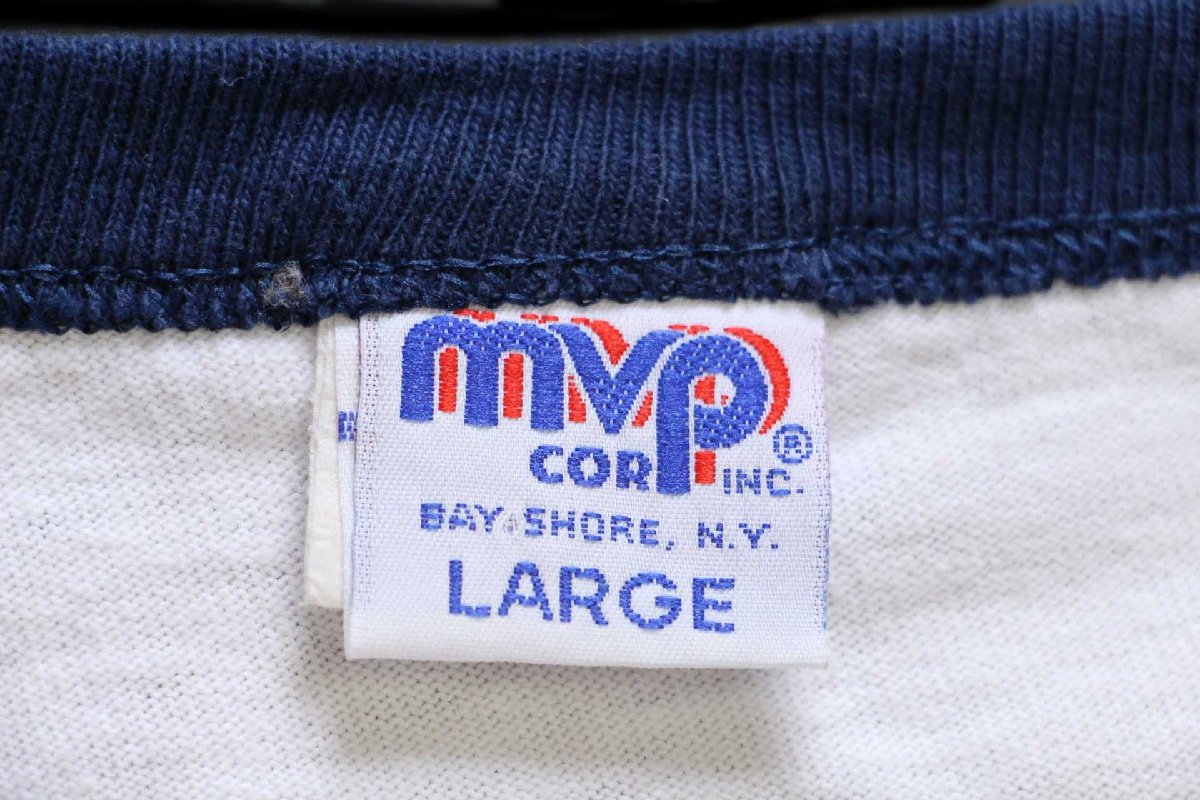 mvp
CORP INC.®
BAY SHORE, N.Y.
LARGE